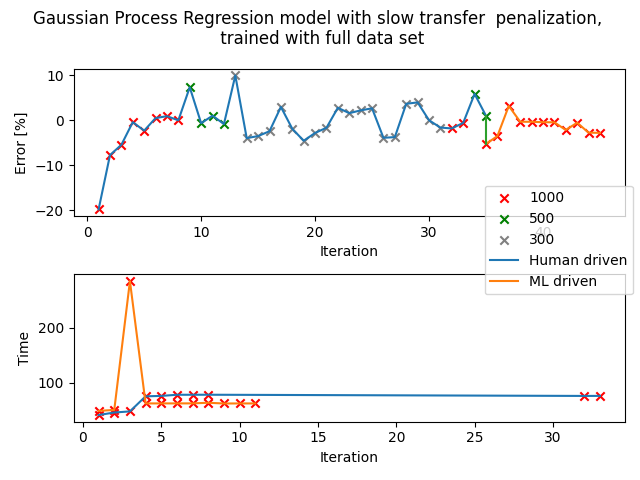 Gaussian Process Regression model with slow transfer  penalization,
trained with full data set
10
0
−10
−20
Error [%]
0
10
20
30
40
Iteration
1000
500
300
Human driven
ML driven
200
100
Time
0
5
10
15
20
25
30
Iteration